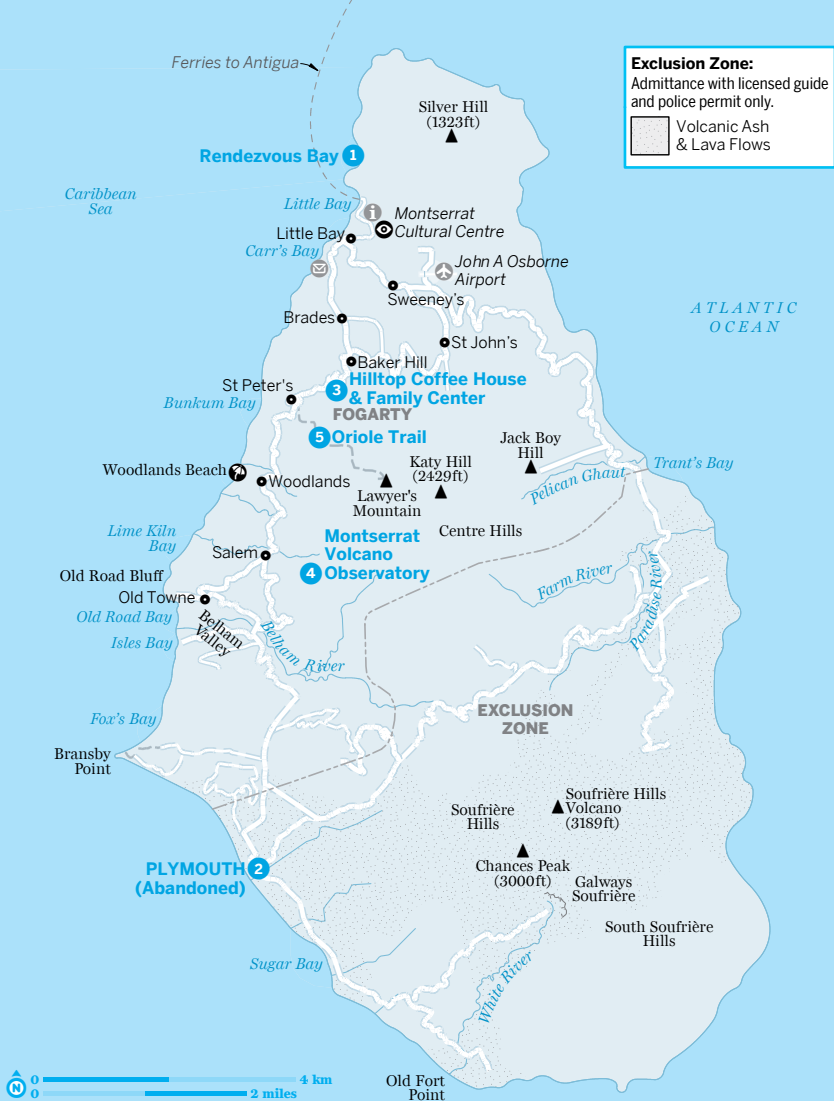 Ferries to Antigua
Exclusion Zone:
Admittance with licensed guide
and police permit only.
Volcanic Ash
& Lava Flows
Silver Hill
(1323ft)
Rendezvous Bay 1
Caribbean
Sea
Little Bay
Montserrat
Cultural Centre
Little Bay
Carr's Bay
John A Osborne
Airport
Sweeney's
ATLANTIC
OCEAN
Brades
St John's
Baker Hill
St Peter's
3 Hilltop Coffee House
& Family Center
Bunkum Bay
FOGARTY
5 Oriole Trail
Jack Boy
Hill
Woodlands Beach
Woodlands
Katy Hill
(2429ft)
Trant's Bay
Pelican Ghaut
Lawyer's
Mountain
Centre Hills
Lime Kiln
Bay
Salem
Montserrat
Volcano
4 Observatory
Old Road Bluff
Old Towne
Farm River
Paradise River
Old Road Bay
Belham
Valley
Isles Bay
Belham River
Fox's Bay
EXCLUSION
ZONE
Bransby
Point
Soufrière Hills
Volcano
(3189ft)
Soufrière
Hills
PLYMOUTH 2
(Abandoned)
Chances Peak
(3000ft)
Galways
Soufrière
South Soufrière
Hills
Sugar Bay
White River
Old Fort
Point
N
0 4 km
0 2 miles